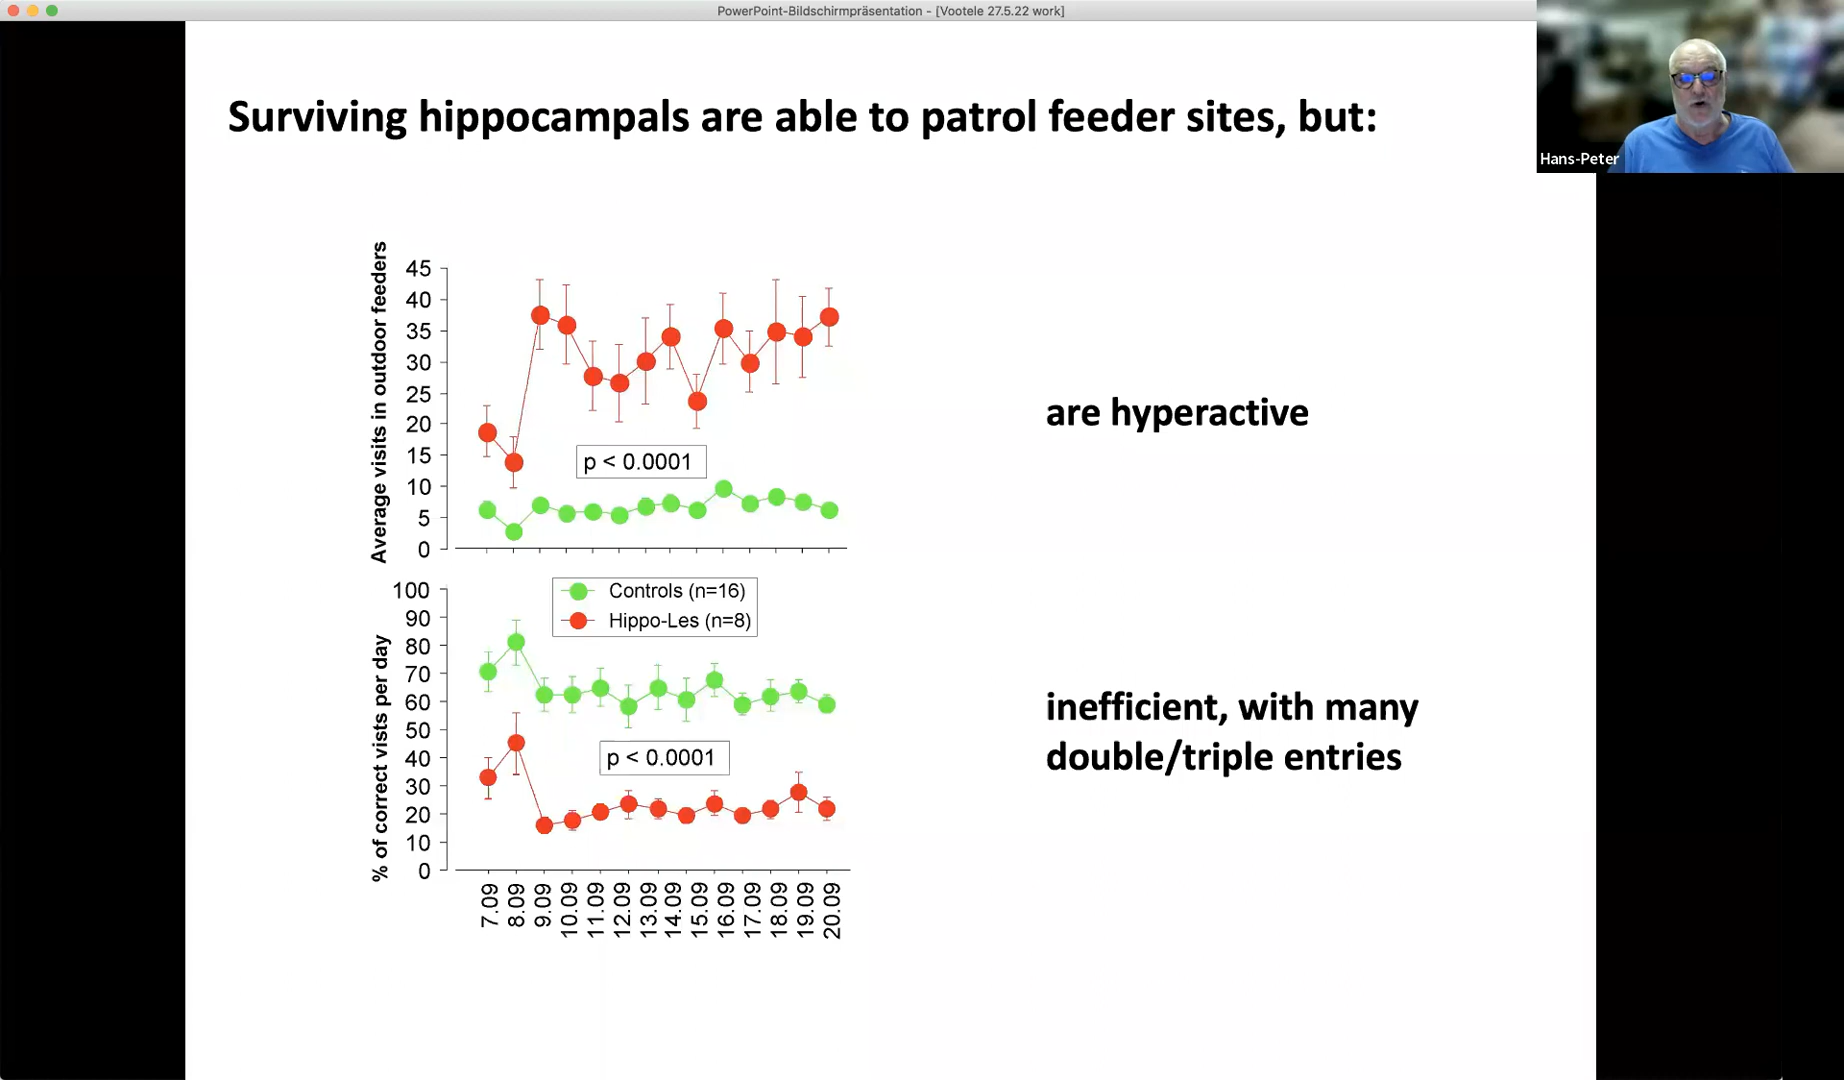 PowerPoint-Bildschirmpräsentation - [Vootele 27.5.22 work]
Hans-Peter
Surviving hippocampals are able to patrol feeder sites, but:
Average visits in outdoor feeders
45
40
35
30
25
20
15
10
5
0
p < 0.0001
are hyperactive
% of correct vists per day
100
90
80
70
60
50
40
30
20
10
0
Controls (n=16)
Hippo-Les (n=8)
p < 0.0001
inefficient, with many
double/triple entries
7.09
8.09
9.09
10.09
11.09
12.09
13.09
14.09
15.09
16.09
17.09
18.09
19.09
20.09